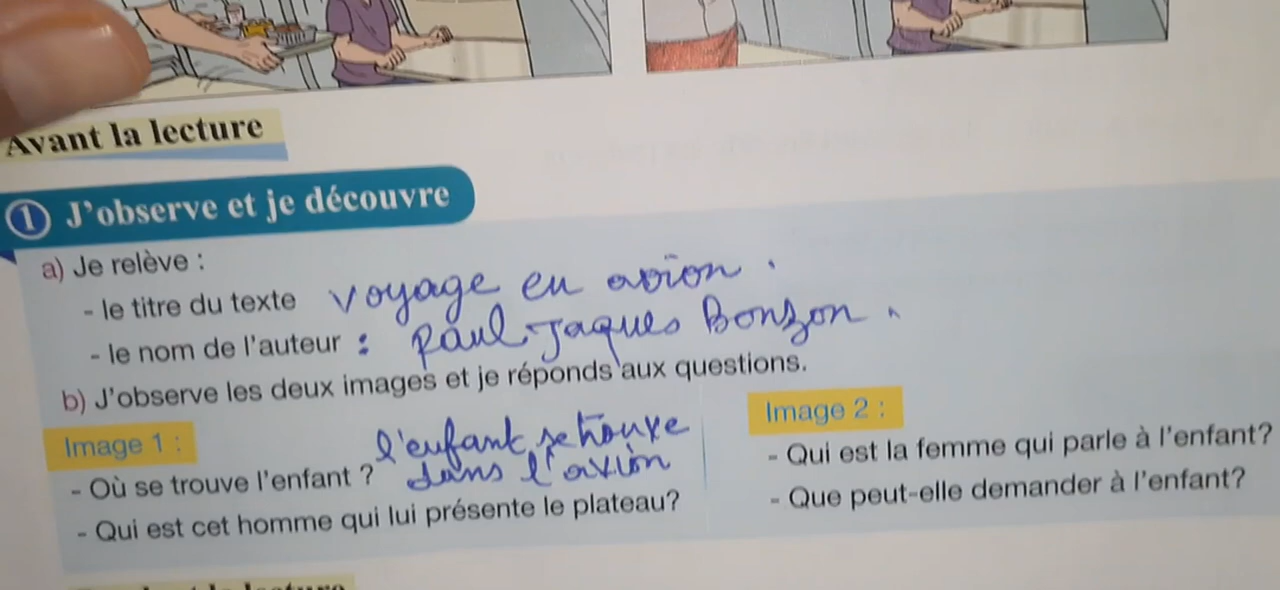 Avant la lecture
1 J'observe et je découvre
a) Je relève :
- le titre du texte voyage en avion.
- le nom de l'auteur : Paul-Jaques Bonzon.
b) J'observe les deux images et je réponds aux questions.
Image 1 :
- Où se trouve l'enfant ? l'enfant se trouve
dans l'avion
- Qui est cet homme qui lui présente le plateau?
Image 2 :
- Qui est la femme qui parle à l'enfant?
- Que peut-elle demander à l'enfant?